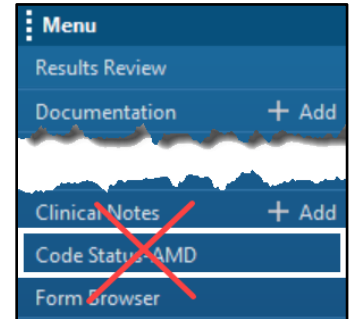 Menu
Results Review
Documentation + Add
Clinical Notes + Add
Code Status-AMD
Form Browser